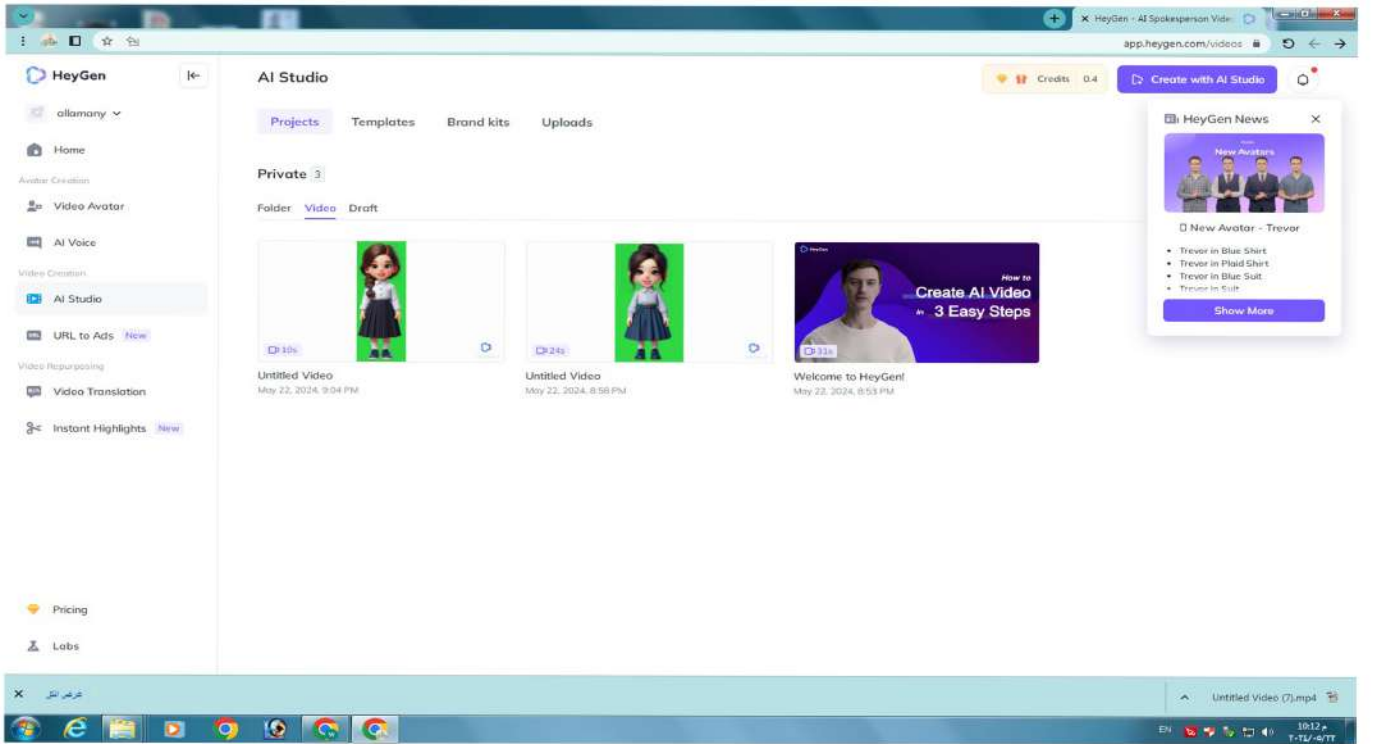 HeyGen - AI Spokesperson Vide
app.heygen.com/videos
HeyGen
AI Studio
Credits 0.4
Create with AI Studio
allamany
Projects Templates Brand kits Uploads
HeyGen News
Home
New Avatars
Avatar Creation
Private 3
Video Avatar
Folder Video Draft
AI Voice
New Avatar - Trevor
Video Creation
Trevor in Blue Shirt
Trevor in Plaid Shirt
Trevor in Blue Suit
Trevor in Suit
Show More
AI Studio
HeyGen
How to
Create AI Video
in 3 Easy Steps
URL to Ads New
10s
24s
31s
Video Repurposing
Untitled Video
May 22, 2024, 9:04 PM
Untitled Video
May 22, 2024, 8:58 PM
Welcome to HeyGen!
May 22, 2024, 8:53 PM
Video Translation
Instant Highlights New
Pricing
Labs
عرض الكل
Untitled Video (7).mp4
EN
10:12 م